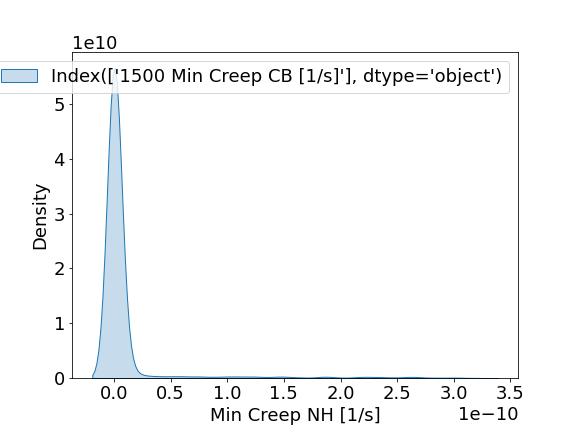 1e10
Index(['1500 Min Creep CB [1/s]'], dtype='object')
5
4
3
2
1
0
Density
0.0 0.5 1.0 1.5 2.0 2.5 3.0 3.5
Min Creep NH [1/s]
1e−10